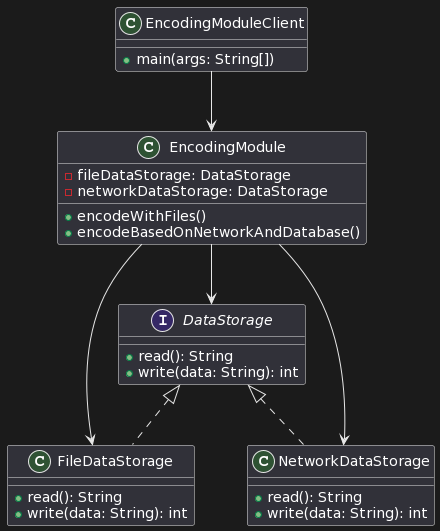 C EncodingModuleClient
main(args: String[])
C EncodingModule
fileDataStorage: DataStorage
networkDataStorage: DataStorage
encodeWithFiles()
encodeBasedOnNetworkAndDatabase()
I DataStorage
read(): String
write(data: String): int
C FileDataStorage
read(): String
write(data: String): int
C NetworkDataStorage
read(): String
write(data: String): int